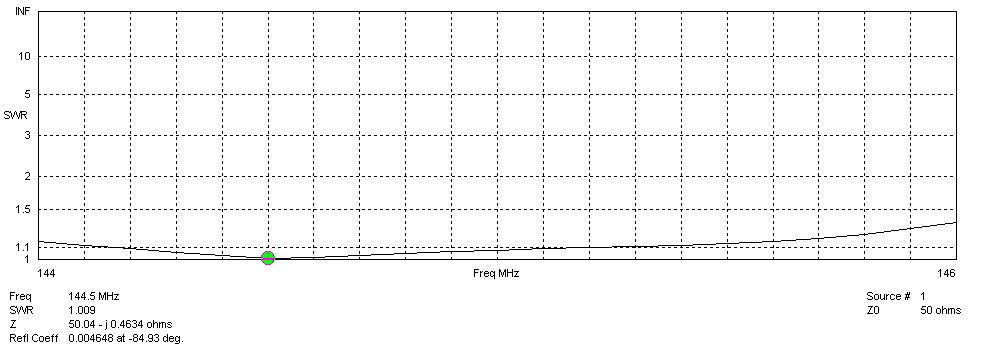 INF
10
5
SWR
3
2
1.5
1.1
1
144 Freq MHz 146
Freq 144.5 MHz Source # 1
SWR 1.009 Z0 50 ohms
Z 50.04 - j 0.4634 ohms
Refl Coeff 0.004648 at -84.93 deg.